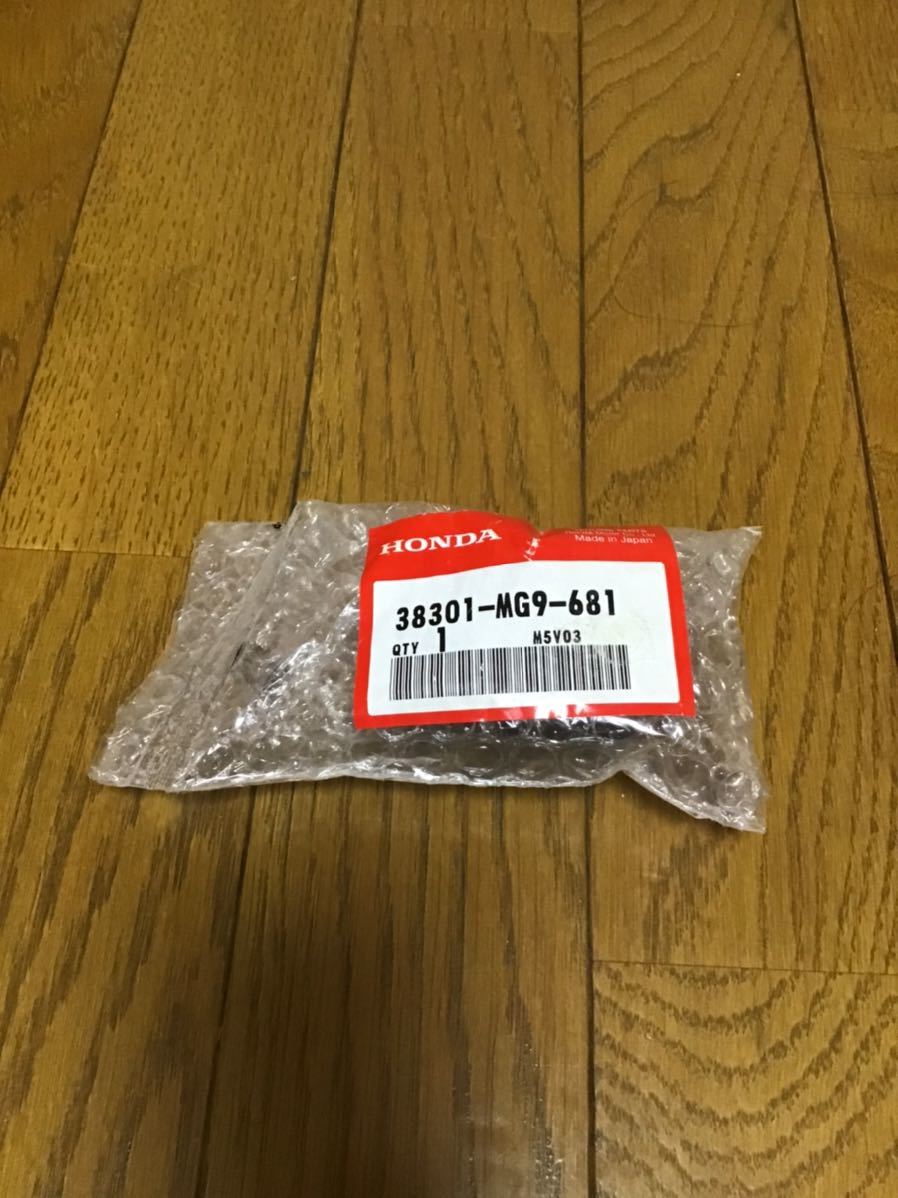 HONDA
Made in Japan
38301-MG9-681
QTY 1 M5V03